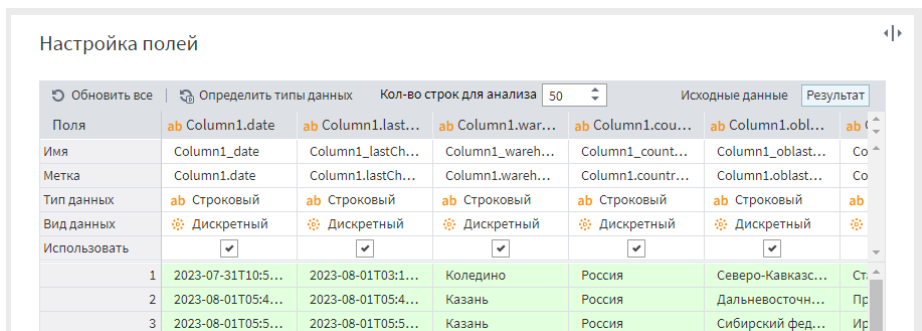 Настройка полей
Обновить все Определить типы данных Кол-во строк для анализа 50 Исходные данные Результат
Поля ab Column1.date ab Column1.last... ab Column1.war... ab Column1.cou... ab Column1.obl... ab
Имя Column1_date Column1_lastCh... Column1_wareh... Column1_count... Column1_oblast... Co
Метка Column1.date Column1.lastCh... Column1.wareh... Column1.countr... Column1.oblast... Co
Тип данных ab Строковый ab Строковый ab Строковый ab Строковый ab Строковый ab
Вид данных Дискретный Дискретный Дискретный Дискретный Дискретный
Использовать
1 2023-07-31T10:5... 2023-08-01T03:1... Коледино Россия Северо-Кавказс... Ст
2 2023-08-01T05:4... 2023-08-01T05:4... Казань Россия Дальневосточн... Пр
3 2023-08-01T05:5... 2023-08-01T05:5... Казань Россия Сибирский фед... Ир